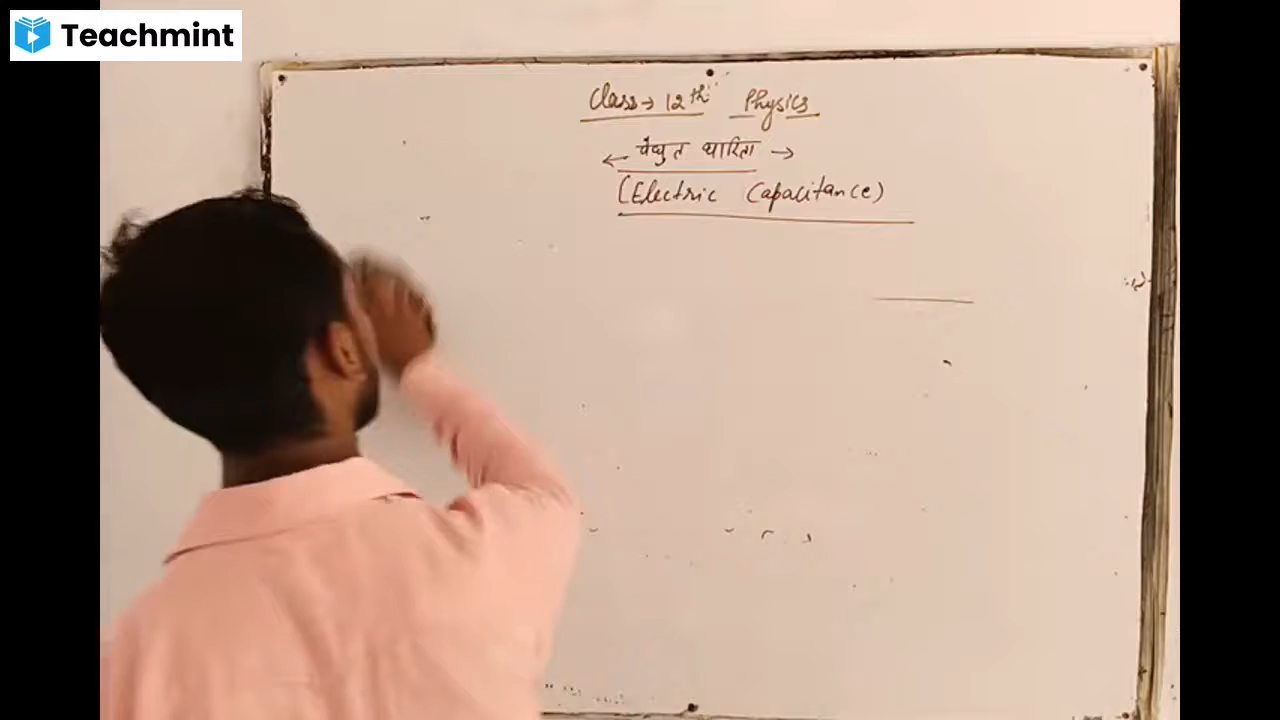 Teachmint
Class→ 12th Physics
← वैद्युत धारिता →
(Electric Capacitance)